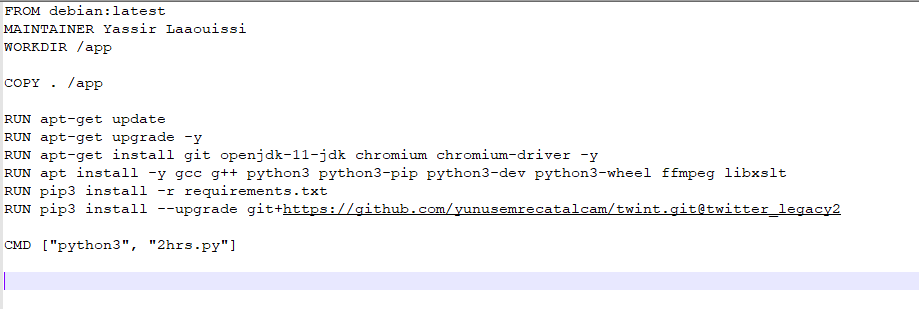 FROM debian:latest
MAINTAINER Yassir Laaouissi
WORKDIR /app
COPY . /app
RUN apt-get update
RUN apt-get upgrade -y
RUN apt-get install git openjdk-11-jdk chromium chromium-driver -y
RUN apt install -y gcc g++ python3 python3-pip python3-dev python3-wheel ffmpeg libxslt
RUN pip3 install -r requirements.txt
RUN pip3 install --upgrade git+https://github.com/yunusemrecatalcam/twint.git@twitter_legacy2
CMD ["python3", "2hrs.py"]